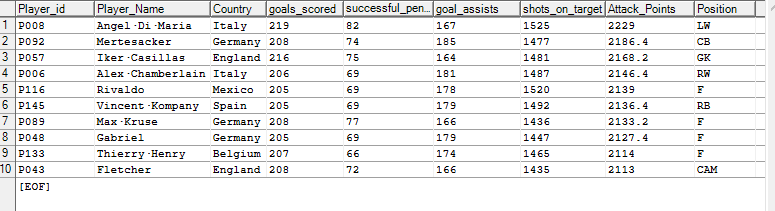 Player_id Player_Name Country goals_scored successful_pen... goal_assists shots_on_target Attack_Points Position
1 P008 Angel·Di·Maria Italy 219 82 167 1525 2229 LW
2 P092 Mertesacker Germany 208 74 185 1477 2186.4 CB
3 P057 Iker·Casillas England 216 75 164 1481 2168.2 GK
4 P006 Alex·Chamberlain Italy 206 69 181 1487 2146.4 RW
5 P116 Rivaldo Mexico 205 69 178 1520 2139 F
6 P145 Vincent·Kompany Spain 205 69 179 1492 2136.4 RB
7 P089 Max·Kruse Germany 208 77 166 1436 2133.2 F
8 P048 Gabriel Germany 205 69 179 1447 2127.4 F
9 P133 Thierry·Henry Belgium 207 66 174 1465 2114 F
10 P043 Fletcher England 208 72 166 1435 2113 CAM
[EOF]